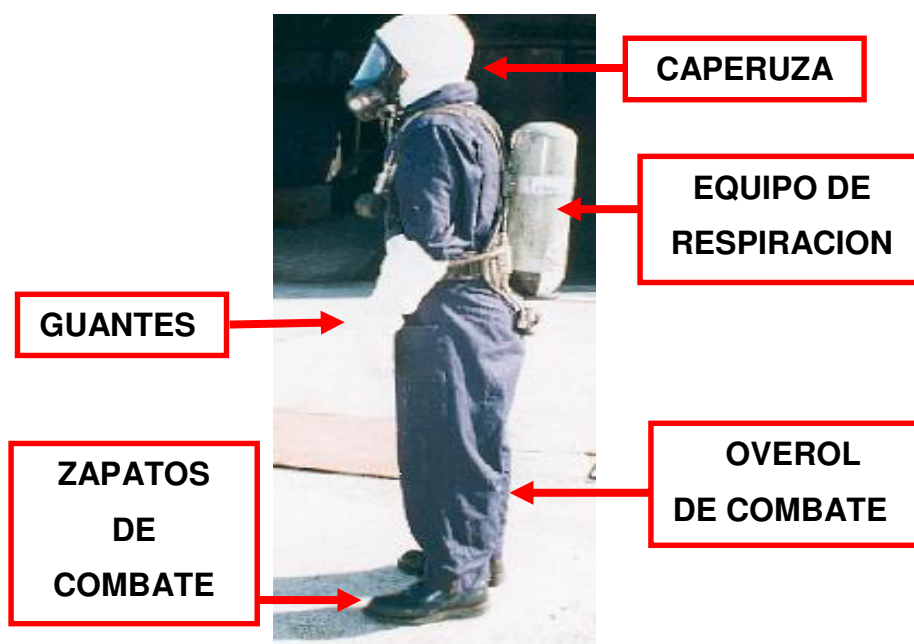 CAPERUZA
EQUIPO DE
RESPIRACION
GUANTES
OVEROL
DE COMBATE
ZAPATOS
DE
COMBATE